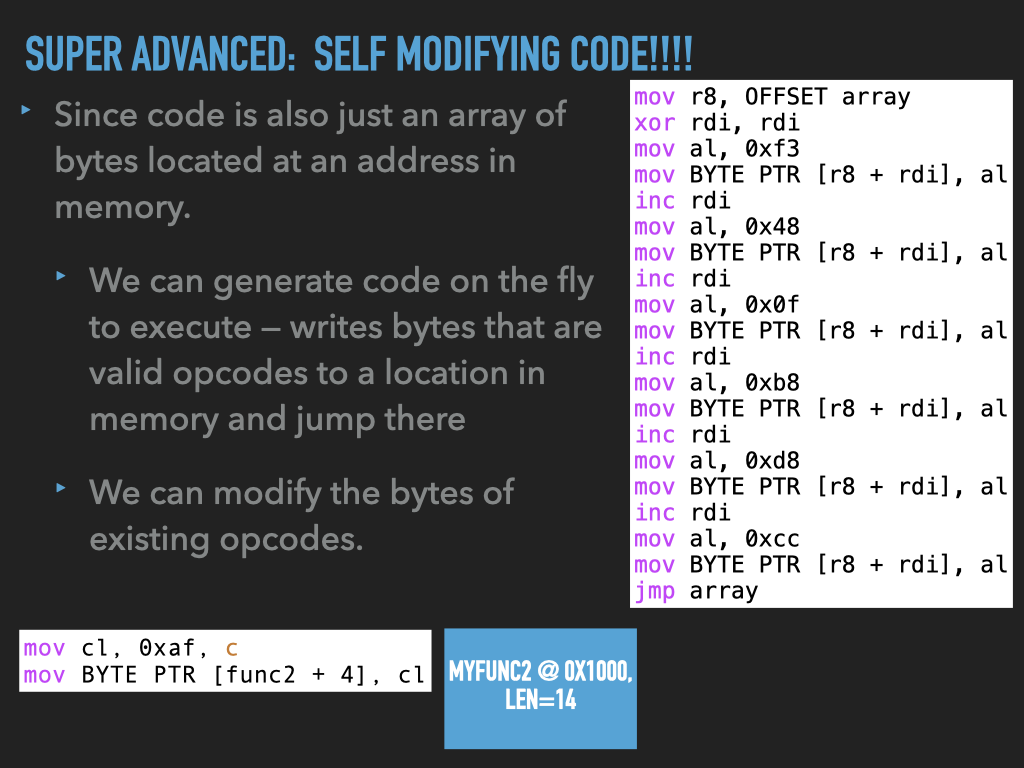 SUPER ADVANCED: SELF MODIFYING CODE!!!!
‣ Since code is also just an array of
bytes located at an address in
memory.
‣ We can generate code on the fly
to execute — writes bytes that are
valid opcodes to a location in
memory and jump there
‣ We can modify the bytes of
existing opcodes.
mov r8, OFFSET array
xor rdi, rdi
mov al, 0xf3
mov BYTE PTR [r8 + rdi], al
inc rdi
mov al, 0x48
mov BYTE PTR [r8 + rdi], al
inc rdi
mov al, 0x0f
mov BYTE PTR [r8 + rdi], al
inc rdi
mov al, 0xb8
mov BYTE PTR [r8 + rdi], al
inc rdi
mov al, 0xd8
mov BYTE PTR [r8 + rdi], al
inc rdi
mov al, 0xcc
mov BYTE PTR [r8 + rdi], al
jmp array
mov cl, 0xaf, c
mov BYTE PTR [func2 + 4], cl
MYFUNC2 @ 0X1000,
LEN=14